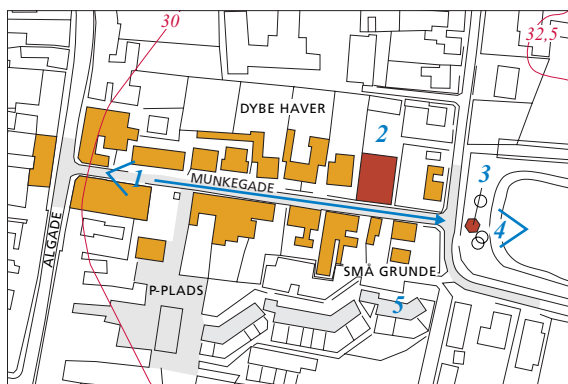 30
32,5
DYBE HAVER
2
3
1
MUNKEGADE
4
ALGADE
SMÅ GRUNDE
P-PLADS
5